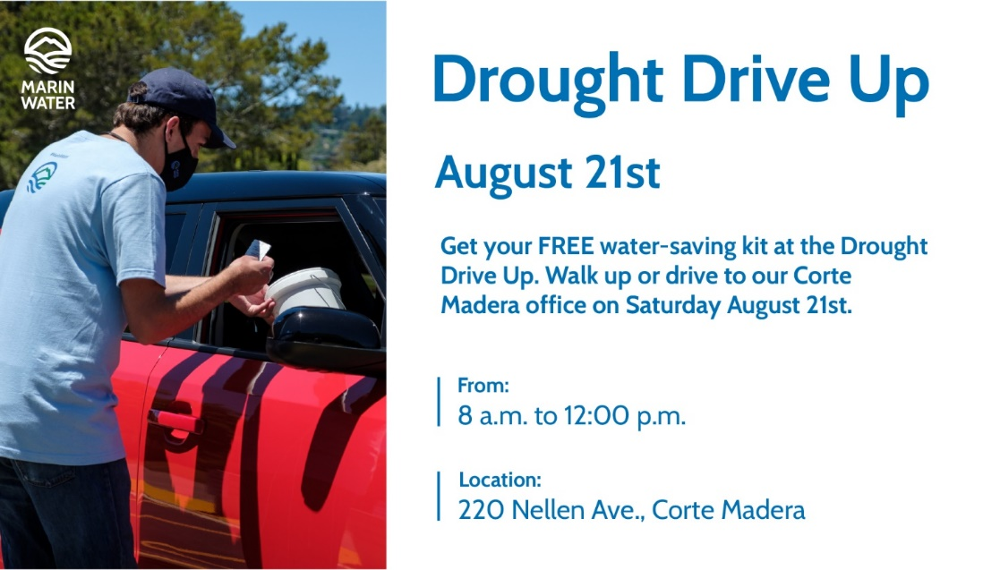 MARIN
WATER
Drought Drive Up
August 21st
Get your FREE water-saving kit at the Drought
Drive Up. Walk up or drive to our Corte
Madera office on Saturday August 21st.
From:
8 a.m. to 12:00 p.m.
Location:
220 Nellen Ave., Corte Madera